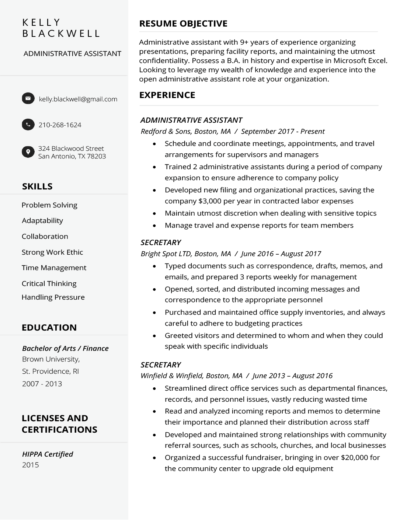 KELLY
BLACKWELL
ADMINISTRATIVE ASSISTANT
kelly.blackwell@gmail.com
210-268-1624
324 Blackwood Street
San Antonio, TX 78203
SKILLS
Problem Solving
Adaptability
Collaboration
Strong Work Ethic
Time Management
Critical Thinking
Handling Pressure
EDUCATION
Bachelor of Arts / Finance
Brown University,
St. Providence, RI
2007 - 2013
LICENSES AND
CERTIFICATIONS
HIPPA Certified
2015
RESUME OBJECTIVE
Administrative assistant with 9+ years of experience organizing
presentations, preparing facility reports, and maintaining the utmost
confidentiality. Possess a B.A. in history and expertise in Microsoft Excel.
Looking to leverage my wealth of knowledge and experience into the
open administrative assistant role at your organization.
EXPERIENCE
ADMINISTRATIVE ASSISTANT
Redford & Sons, Boston, MA / September 2017 - Present
• Schedule and coordinate meetings, appointments, and travel
arrangements for supervisors and managers
• Trained 2 administrative assistants during a period of company
expansion to ensure adherence to company policy
• Developed new filing and organizational practices, saving the
company $3,000 per year in contracted labor expenses
• Maintain utmost discretion when dealing with sensitive topics
• Manage travel and expense reports for team members
SECRETARY
Bright Spot LTD, Boston, MA / June 2016 – August 2017
• Typed documents such as correspondence, drafts, memos, and
emails, and prepared 3 reports weekly for management
• Opened, sorted, and distributed incoming messages and
correspondence to the appropriate personnel
• Purchased and maintained office supply inventories, and always
careful to adhere to budgeting practices
• Greeted visitors and determined to whom and when they could
speak with specific individuals
SECRETARY
Winfield & Winfield, Boston, MA / June 2013 – August 2016
• Streamlined direct office services such as departmental finances,
records, and personnel issues, vastly reducing wasted time
• Read and analyzed incoming reports and memos to determine
their importance and planned their distribution across staff
• Developed and maintained strong relationships with community
referral sources, such as schools, churches, and local businesses
• Organized a successful fundraiser, bringing in over $20,000 for
the community center to upgrade old equipment